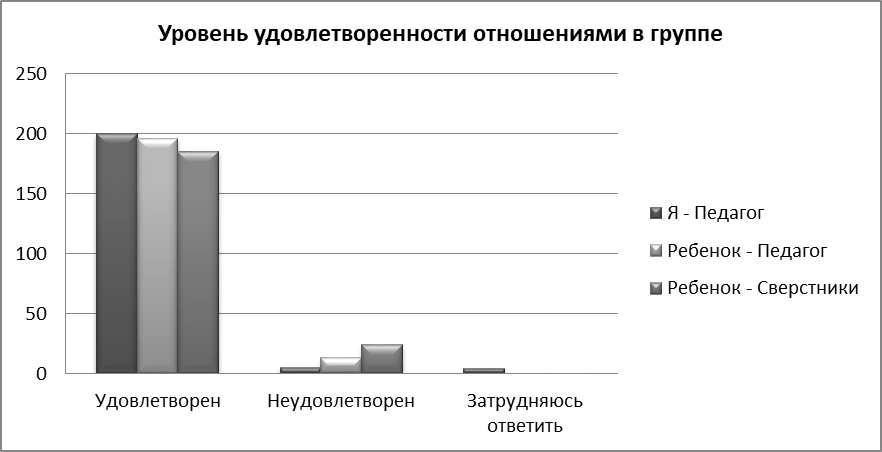 Уровень удовлетворенности отношениями в группе
250
200
150
100
50
0
Удовлетворен
Неудовлетворен
Затрудняюсь
ответить
Я - Педагог
Ребенок - Педагог
Ребенок - Сверстники